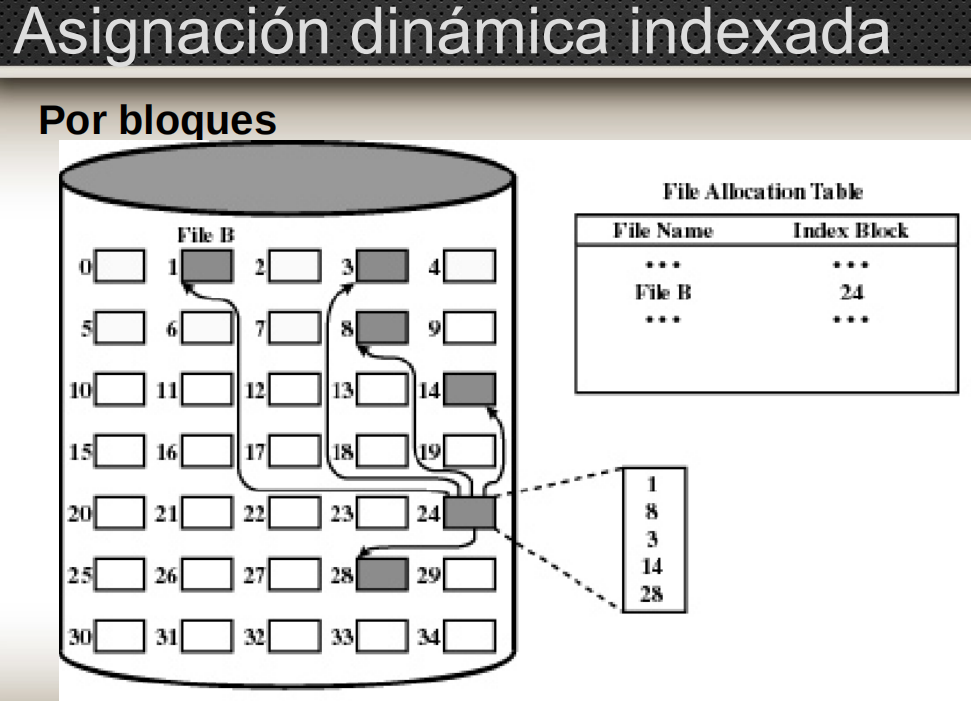 Asignación dinámica indexada
Por bloques
File Allocation Table
File Name Index Block
••• •••
File B 24
••• •••
File B
0 1 2 3 4
5 6 7 8 9
10 11 12 13 14
15 16 17 18 19
20 21 22 23 24
25 26 27 28 29
30 31 32 33 34
1
8
3
14
28